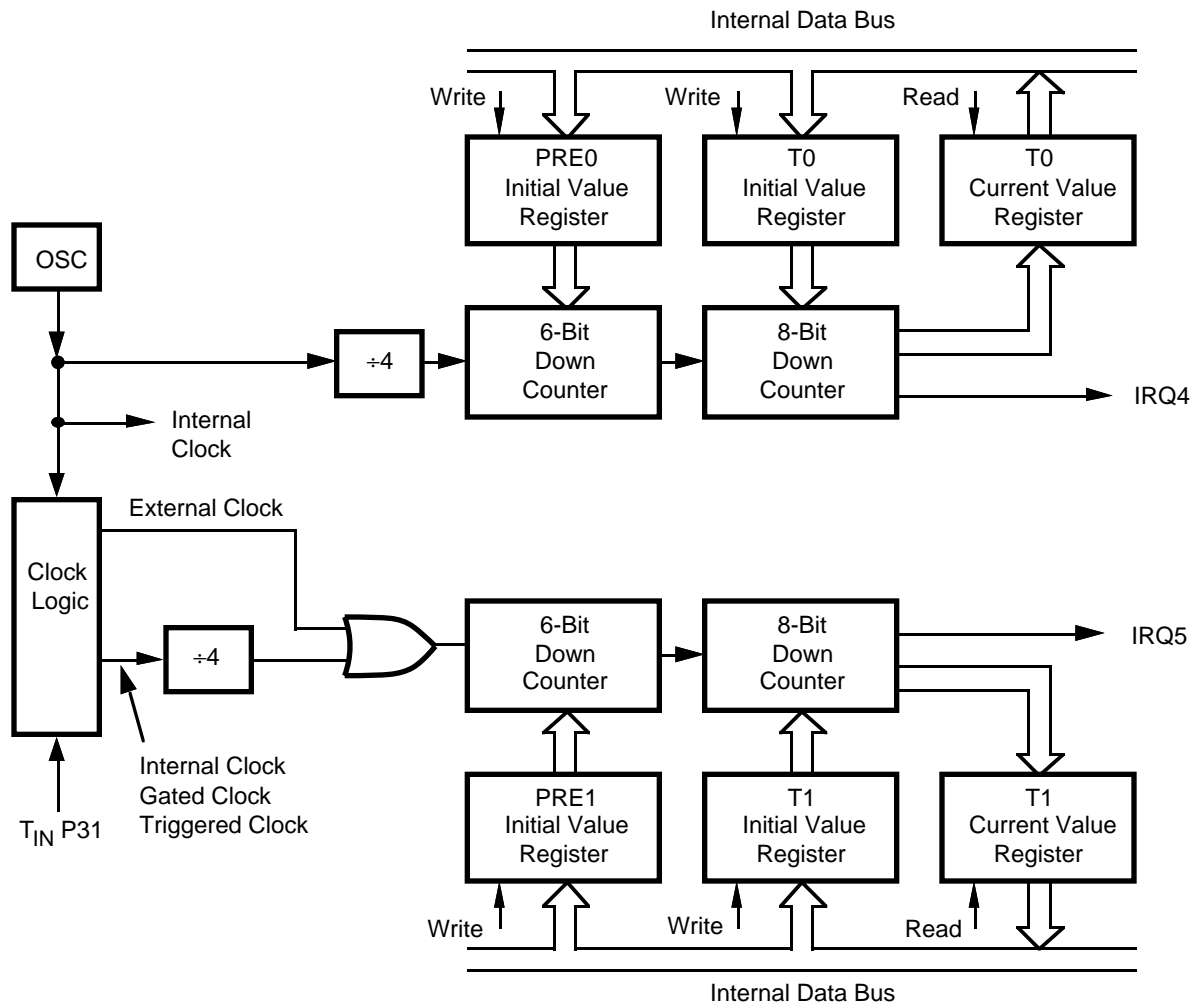 Internal Data Bus
Write
Write
Read
PRE0
Initial Value
Register
T0
Initial Value
Register
T0
Current Value
Register
OSC
÷4
6-Bit
Down
Counter
8-Bit
Down
Counter
IRQ4
Internal
Clock
External Clock
Clock
Logic
÷4
6-Bit
Down
Counter
8-Bit
Down
Counter
IRQ5
Internal Clock
Gated Clock
Triggered Clock
TIN P31
PRE1
Initial Value
Register
T1
Initial Value
Register
T1
Current Value
Register
Write
Write
Read
Internal Data Bus